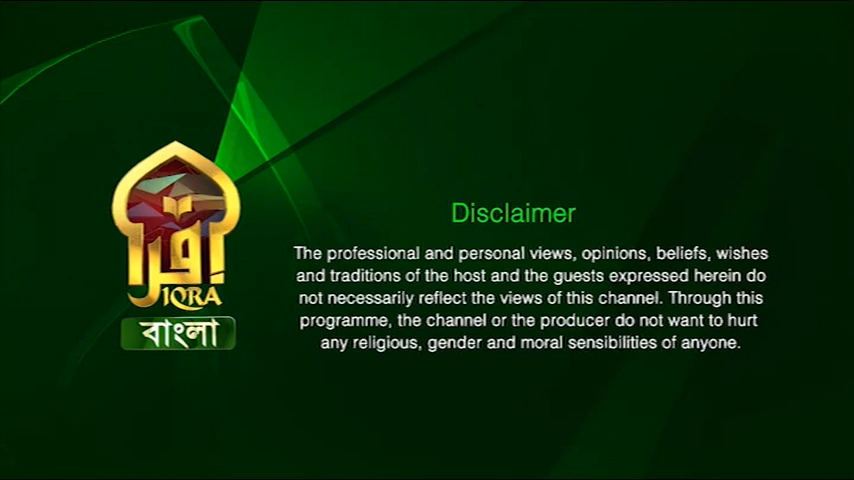 اقرأ
IQRA
বাংলা
Disclaimer
The professional and personal views, opinions, beliefs, wishes
and traditions of the host and the guests expressed herein do
not necessarily reflect the views of this channel. Through this
programme, the channel or the producer do not want to hurt
any religious, gender and moral sensibilities of anyone.